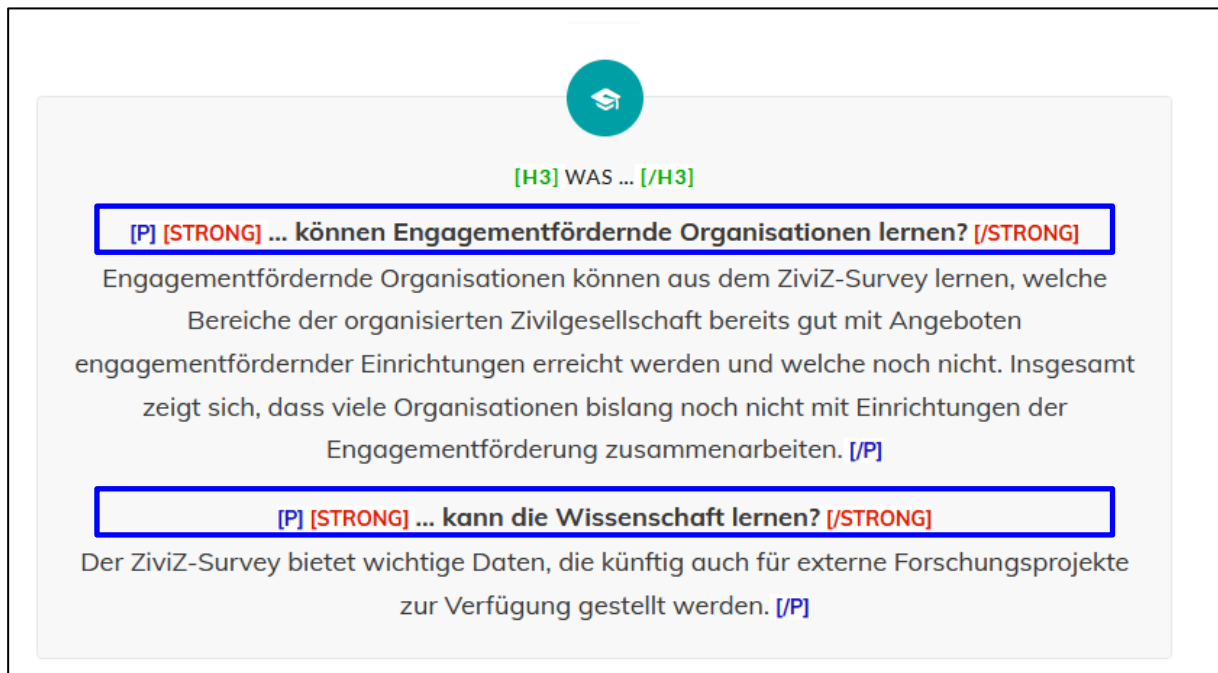 [H3] WAS ... [/H3]
[P] [STRONG] ... können Engagementfördernde Organisationen lernen? [/STRONG]
Engagementfördernde Organisationen können aus dem ZiviZ-Survey lernen, welche
Bereiche der organisierten Zivilgesellschaft bereits gut mit Angeboten
engagementfördernder Einrichtungen erreicht werden und welche noch nicht. Insgesamt
zeigt sich, dass viele Organisationen bislang noch nicht mit Einrichtungen der
Engagementförderung zusammenarbeiten. [/P]
[P] [STRONG] ... kann die Wissenschaft lernen? [/STRONG]
Der ZiviZ-Survey bietet wichtige Daten, die künftig auch für externe Forschungsprojekte
zur Verfügung gestellt werden. [/P]